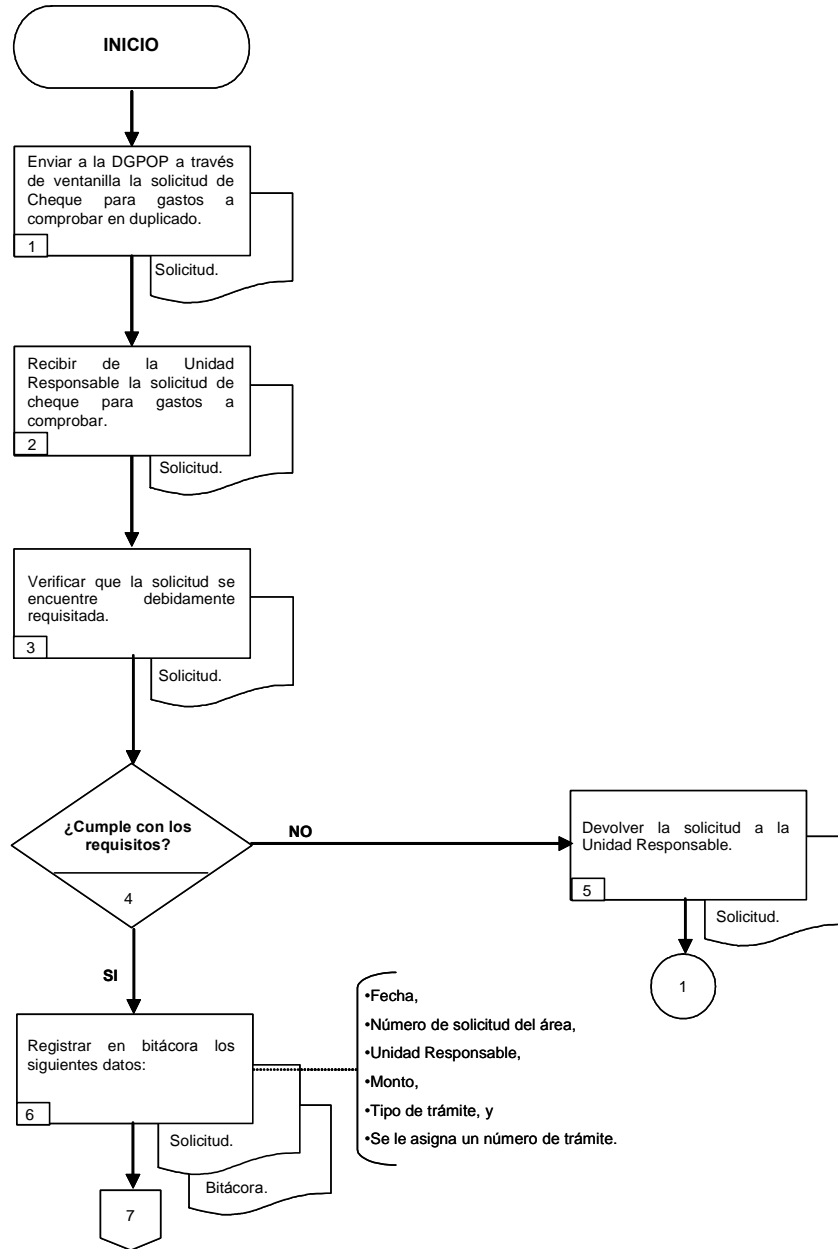 INICIO
Enviar a la DGPOP a través
de ventanilla la solicitud de
Cheque para gastos a
comprobar en duplicado.
1
Solicitud.
Recibir de la Unidad
Responsable la solicitud de
cheque para gastos a
comprobar.
2
Solicitud.
Verificar que la solicitud se
encuentre debidamente
requisitada.
3
Solicitud.
¿Cumple con los
requisitos?
4
NO
Devolver la solicitud a la
Unidad Responsable.
5
Solicitud.
1
SI
Registrar en bitácora los
siguientes datos:
6
Solicitud.
Bitácora.
•Fecha,
•Número de solicitud del área,
•Unidad Responsable,
•Monto,
•Tipo de trámite, y
•Se le asigna un número de trámite.
7